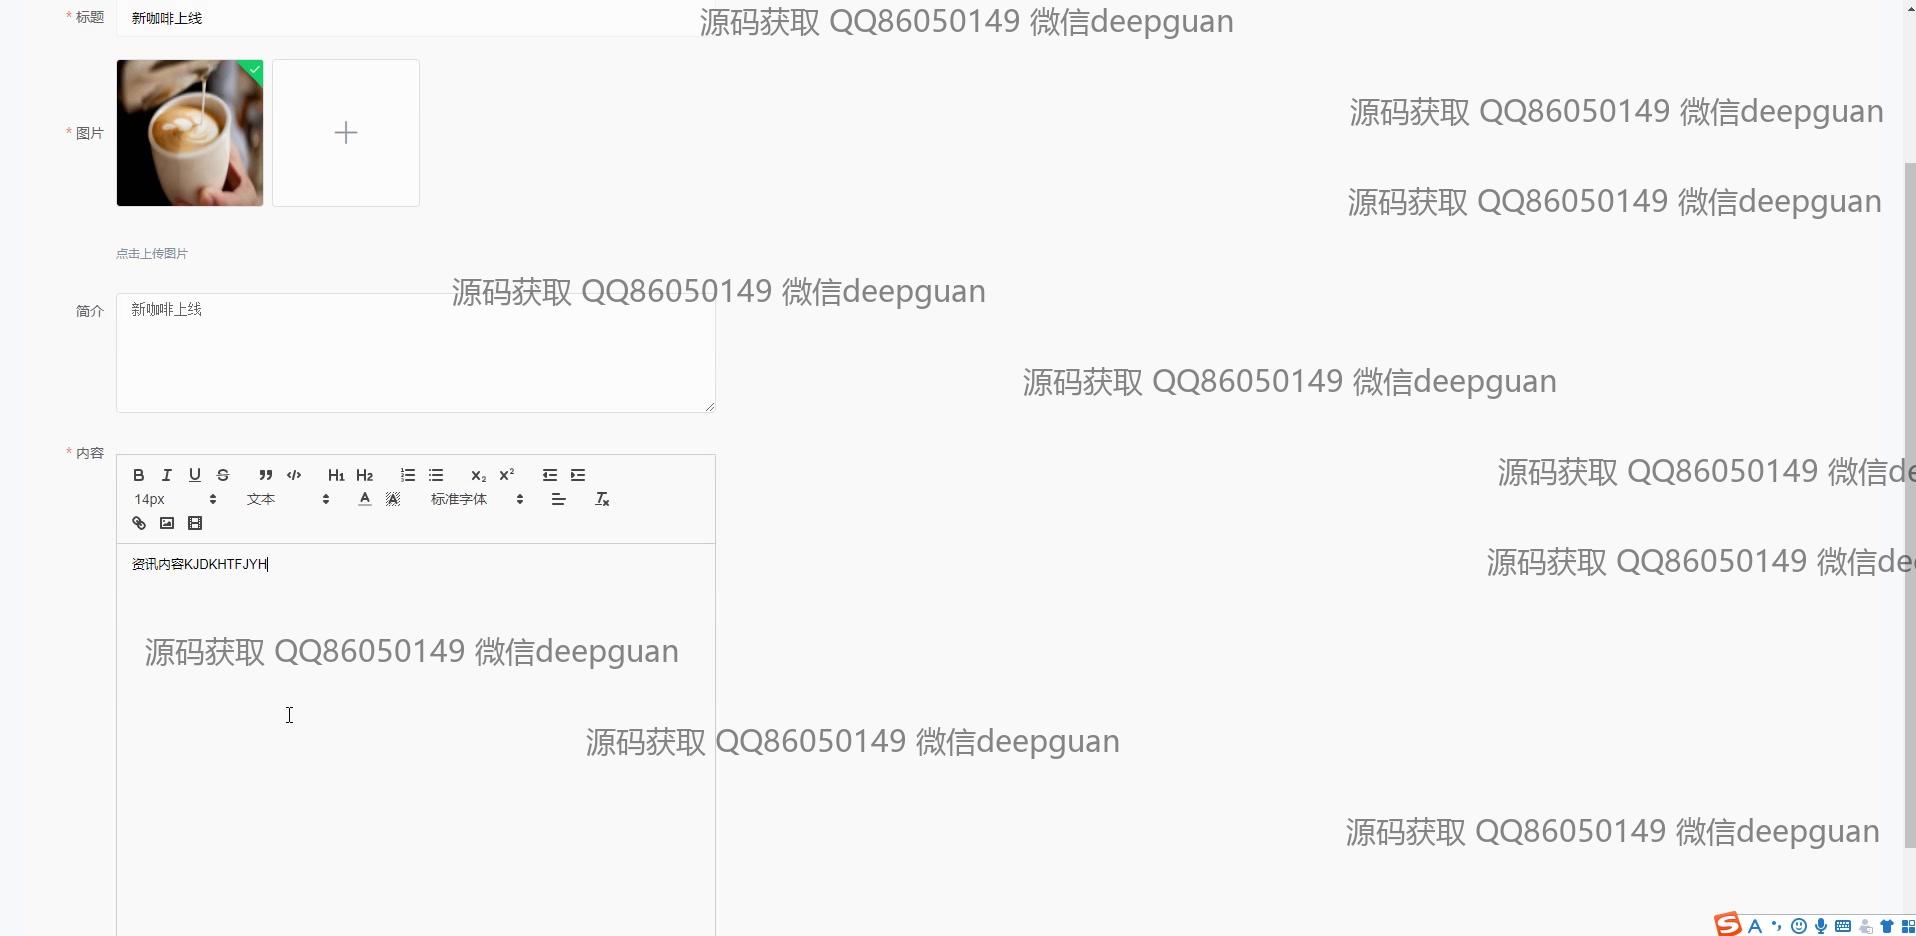 * 标题 新咖啡上线
源码获取 QQ86050149 微信deepguan
源码获取 QQ86050149 微信deepguan
* 图片
源码获取 QQ86050149 微信deepguan
点击上传图片
源码获取 QQ86050149 微信deepguan
简介 新咖啡上线
源码获取 QQ86050149 微信deepguan
* 内容
源码获取 QQ86050149 微信de
B I U S H1 H2 X2 X2
14px 文本 A A 标准字体 Tx
资讯内容KJDKHTFJYH
源码获取 QQ86050149 微信de
源码获取 QQ86050149 微信deepguan
源码获取 QQ86050149 微信deepguan
源码获取 QQ86050149 微信deepguan
S A